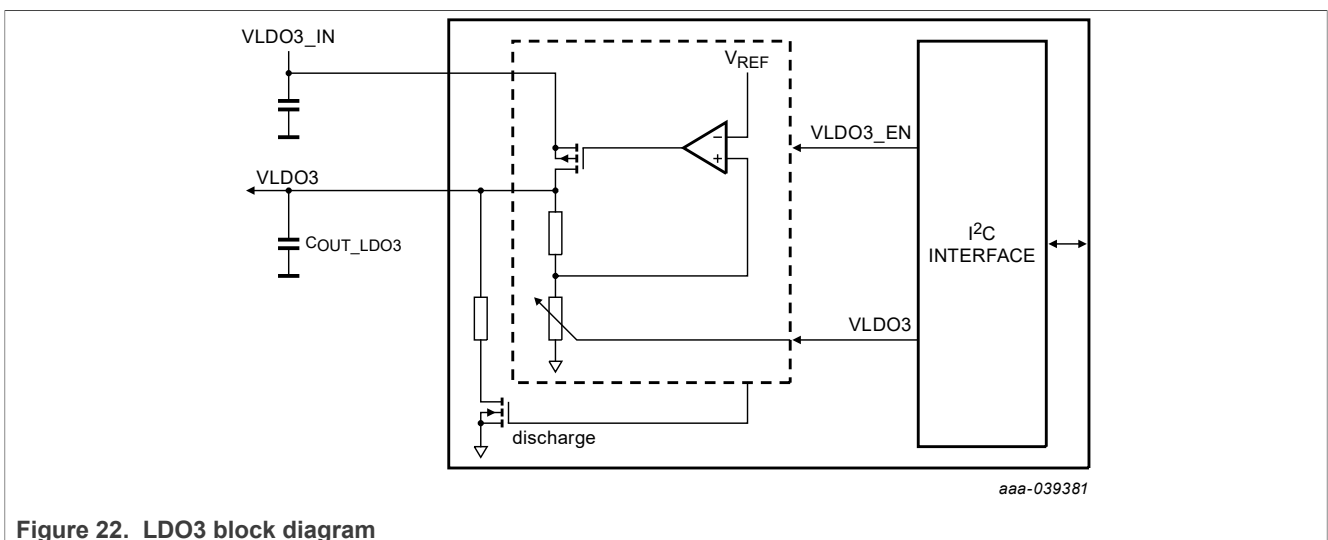 VLDO3_IN
VREF
VLDO3_EN
VLDO3
COUT_LDO3
I2C
INTERFACE
VLDO3
discharge
aaa-039381
Figure 22. LDO3 block diagram